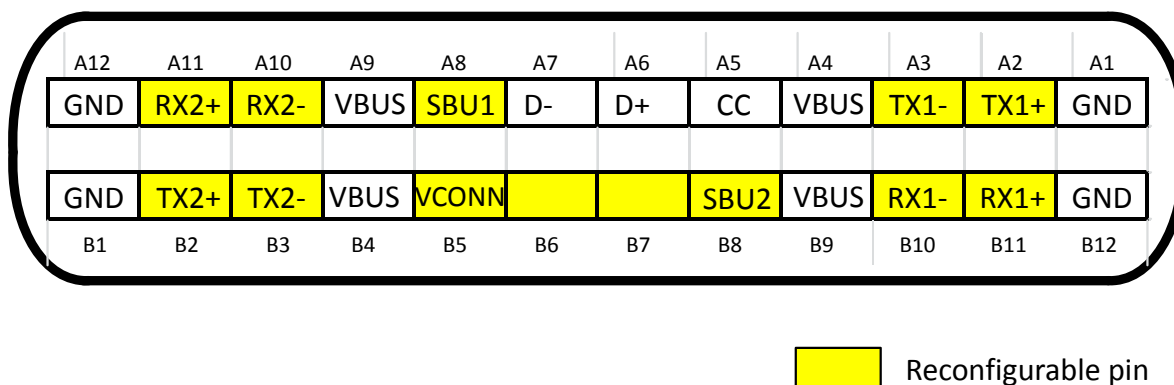 A12 A11 A10 A9 A8 A7 A6 A5 A4 A3 A2 A1
GND RX2+ RX2- VBUS SBU1 D- D+ CC VBUS TX1- TX1+ GND
GND TX2+ TX2- VBUS VCONN SBU2 VBUS RX1- RX1+ GND
B1 B2 B3 B4 B5 B6 B7 B8 B9 B10 B11 B12
Reconfigurable pin